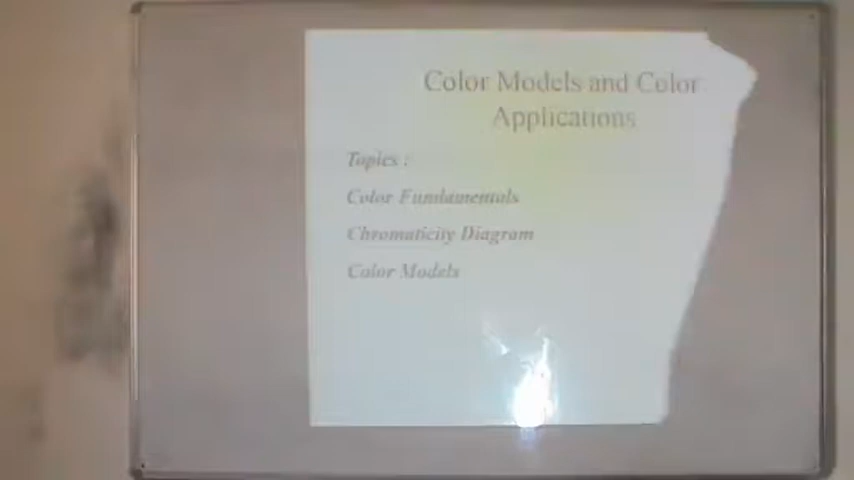 Color Models and Color
Applications
Topics :
Color Fundamentals
Chromaticity Diagram
Color Models